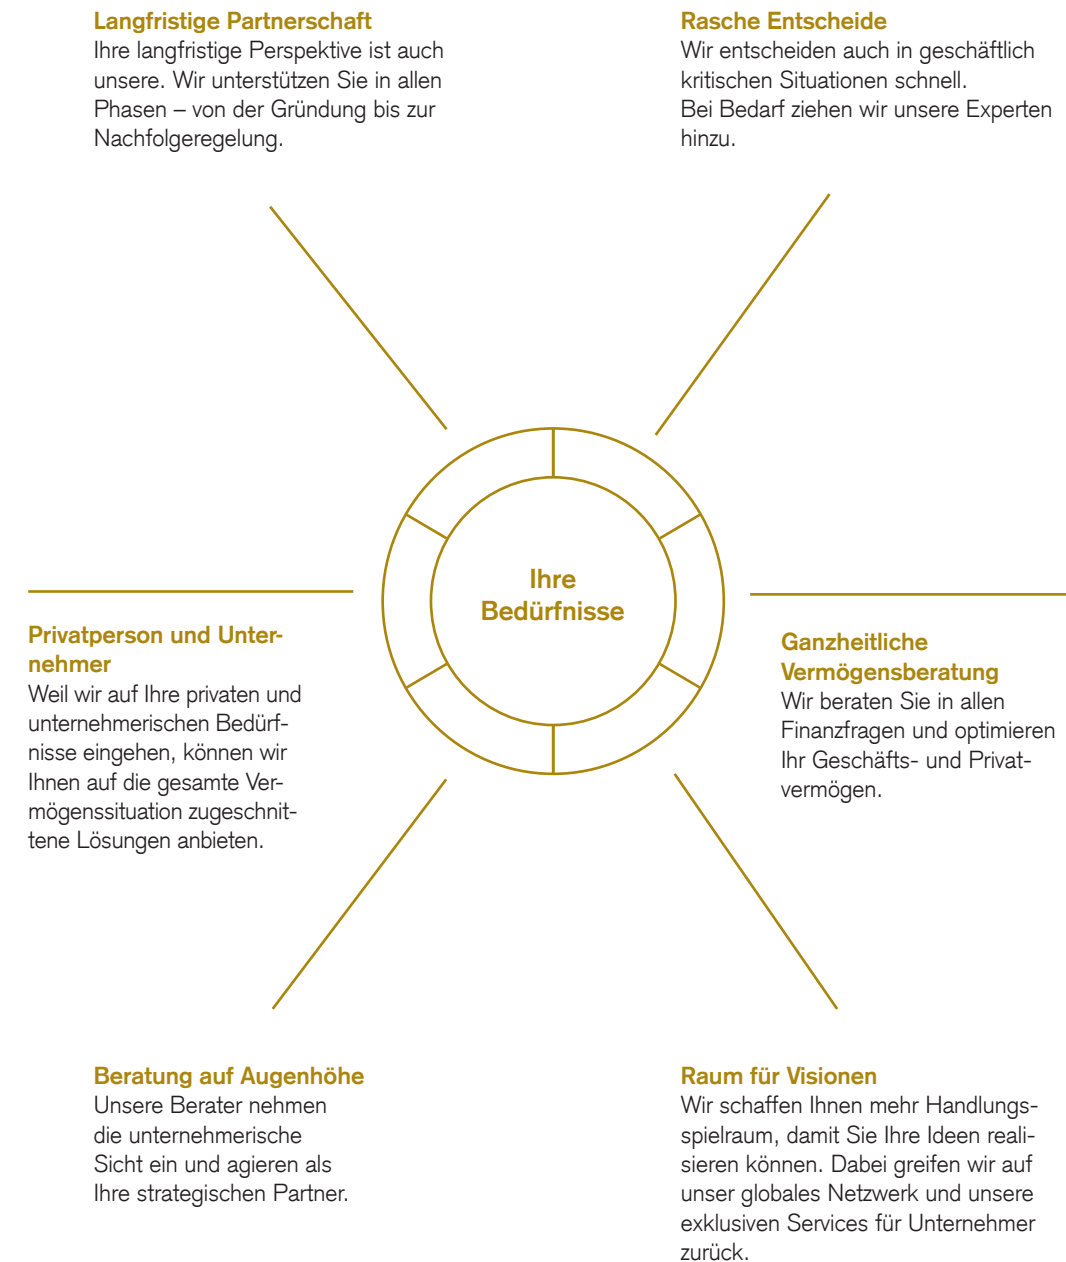 Langfristige Partnerschaft
Ihre langfristige Perspektive ist auch
unsere. Wir unterstützen Sie in allen
Phasen – von der Gründung bis zur
Nachfolgeregelung.
Rasche Entscheide
Wir entscheiden auch in geschäftlich
kritischen Situationen schnell.
Bei Bedarf ziehen wir unsere Experten
hinzu.
Ihre
Bedürfnisse
Privatperson und Unter-
nehmer
Weil wir auf Ihre privaten und
unternehmerischen Bedürf-
nisse eingehen, können wir
Ihnen auf die gesamte Ver-
mögenssituation zugeschnit-
tene Lösungen anbieten.
Ganzheitliche
Vermögensberatung
Wir beraten Sie in allen
Finanzfragen und optimieren
Ihr Geschäfts- und Privat-
vermögen.
Beratung auf Augenhöhe
Unsere Berater nehmen
die unternehmerische
Sicht ein und agieren als
Ihre strategischen Partner.
Raum für Visionen
Wir schaffen Ihnen mehr Handlungs-
spielraum, damit Sie Ihre Ideen reali-
sieren können. Dabei greifen wir auf
unser globales Netzwerk und unsere
exklusiven Services für Unternehmer
zurück.